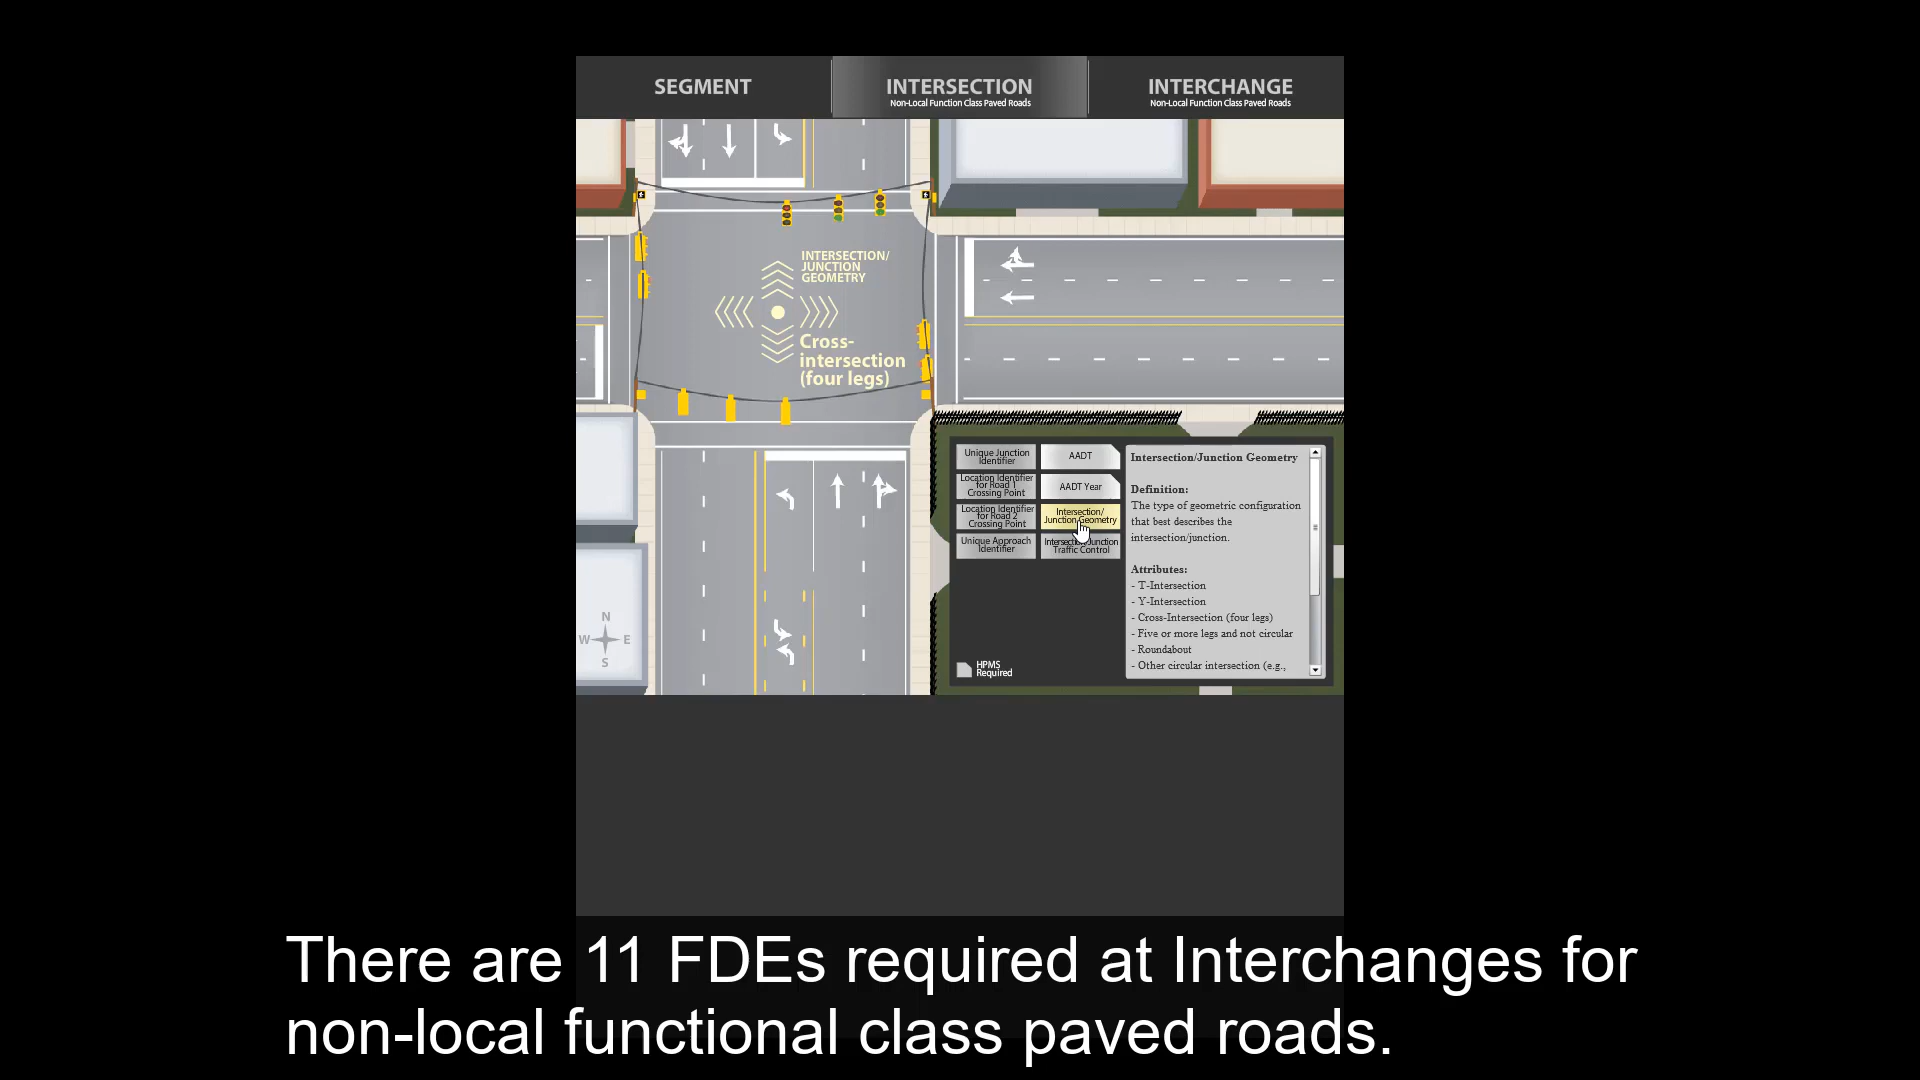 SEGMENT
INTERSECTION
Non-Local Function Class Paved Roads
INTERCHANGE
Non-Local Function Class Paved Roads
INTERSECTION/
JUNCTION
GEOMETRY
Cross-
intersection
(four legs)
Unique Junction
Identifier
AADT
Location Identifier
for Road 1
Crossing Point
AADT Year
Location Identifier
for Road 2
Crossing Point
Intersection/
Junction Geometry
Unique Approach
Identifier
Intersection/Junction
Traffic Control
HPMS
Required
Intersection/Junction Geometry
Definition:
The type of geometric configuration
that best describes the
intersection/junction.
Attributes:
- T-Intersection
- Y-Intersection
- Cross-Intersection (four legs)
- Five or more legs and not circular
- Roundabout
- Other circular intersection (e.g.,
N
W E
S
There are 11 FDEs required at Interchanges for
non-local functional class paved roads.